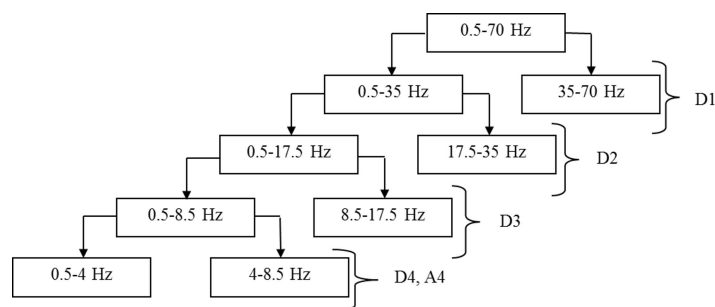 0.5-70 Hz
0.5-35 Hz
35-70 Hz
D1
0.5-17.5 Hz
17.5-35 Hz
D2
0.5-8.5 Hz
8.5-17.5 Hz
D3
0.5-4 Hz
4-8.5 Hz
D4, A4